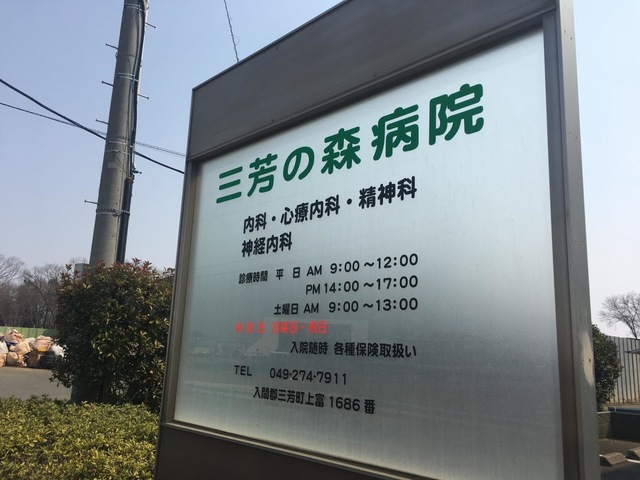 三芳の森病院
内科・心療内科・精神科
神経内科
診療時間 平 日 AM 9:00～12:00
PM 14:00～17:00
土曜日 AM 9:00～13:00
入院随時 各種保険取扱い
TEL 049-274-7911
入間郡三芳町上富1686番